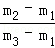 m₂ − m₁
m₃ − m₁